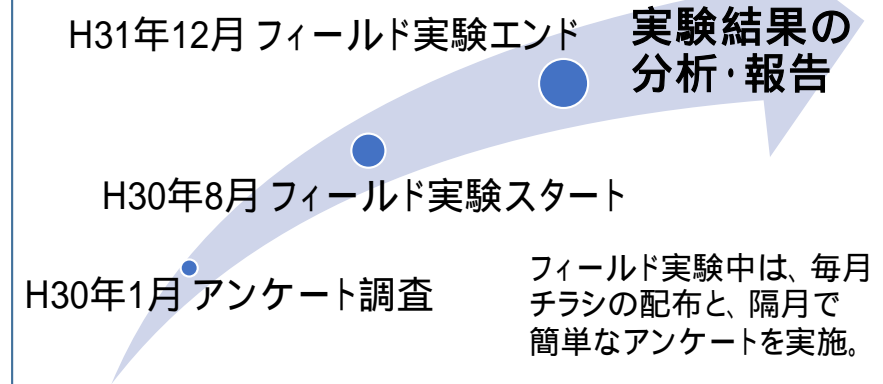 H31年12月 フィールド実験エンド
実験結果の
分析・報告
H30年8月 フィールド実験スタート
H30年1月 アンケート調査
フィールド実験中は、毎月
チラシの配布と、隔月で
簡単なアンケートを実施。